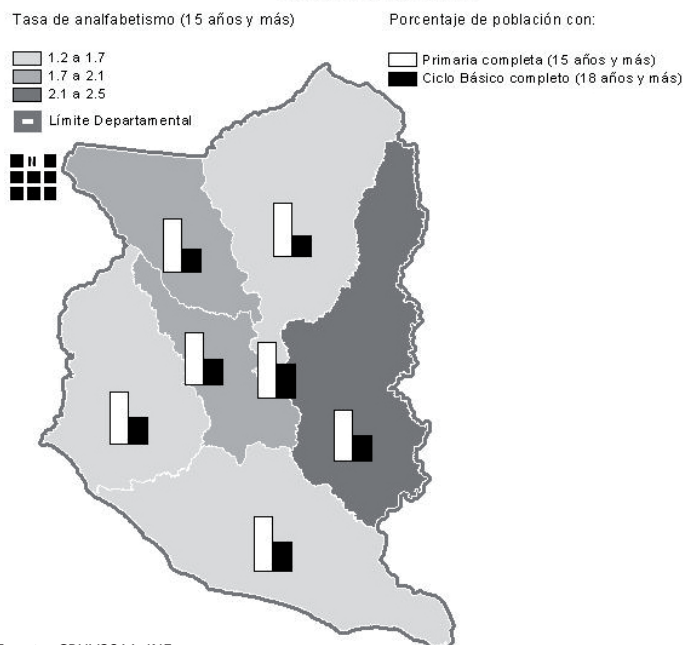 Tasa de analfabetismo (15 años y más)
1.2 a 1.7
1.7 a 2.1
2.1 a 2.5
Límite Departamental
N
Porcentaje de población con:
Primaria completa (15 años y más)
Ciclo Básico completo (18 años y más)